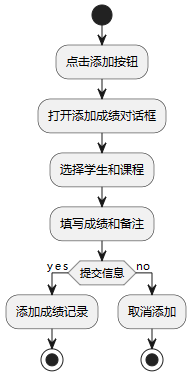 点击添加按钮
打开添加成绩对话框
选择学生和课程
填写成绩和备注
yes
提交信息
no
添加成绩记录
取消添加